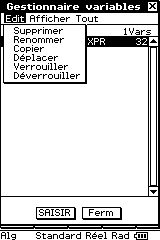 Gestionnaire variables
Edit Afficher Tout
1Vars
Supprimer
Renommer
XPR 32
Copier
Déplacer
Verrouiller
Déverrouiller
SAISIR Ferm
Alg Standard Réel Rad